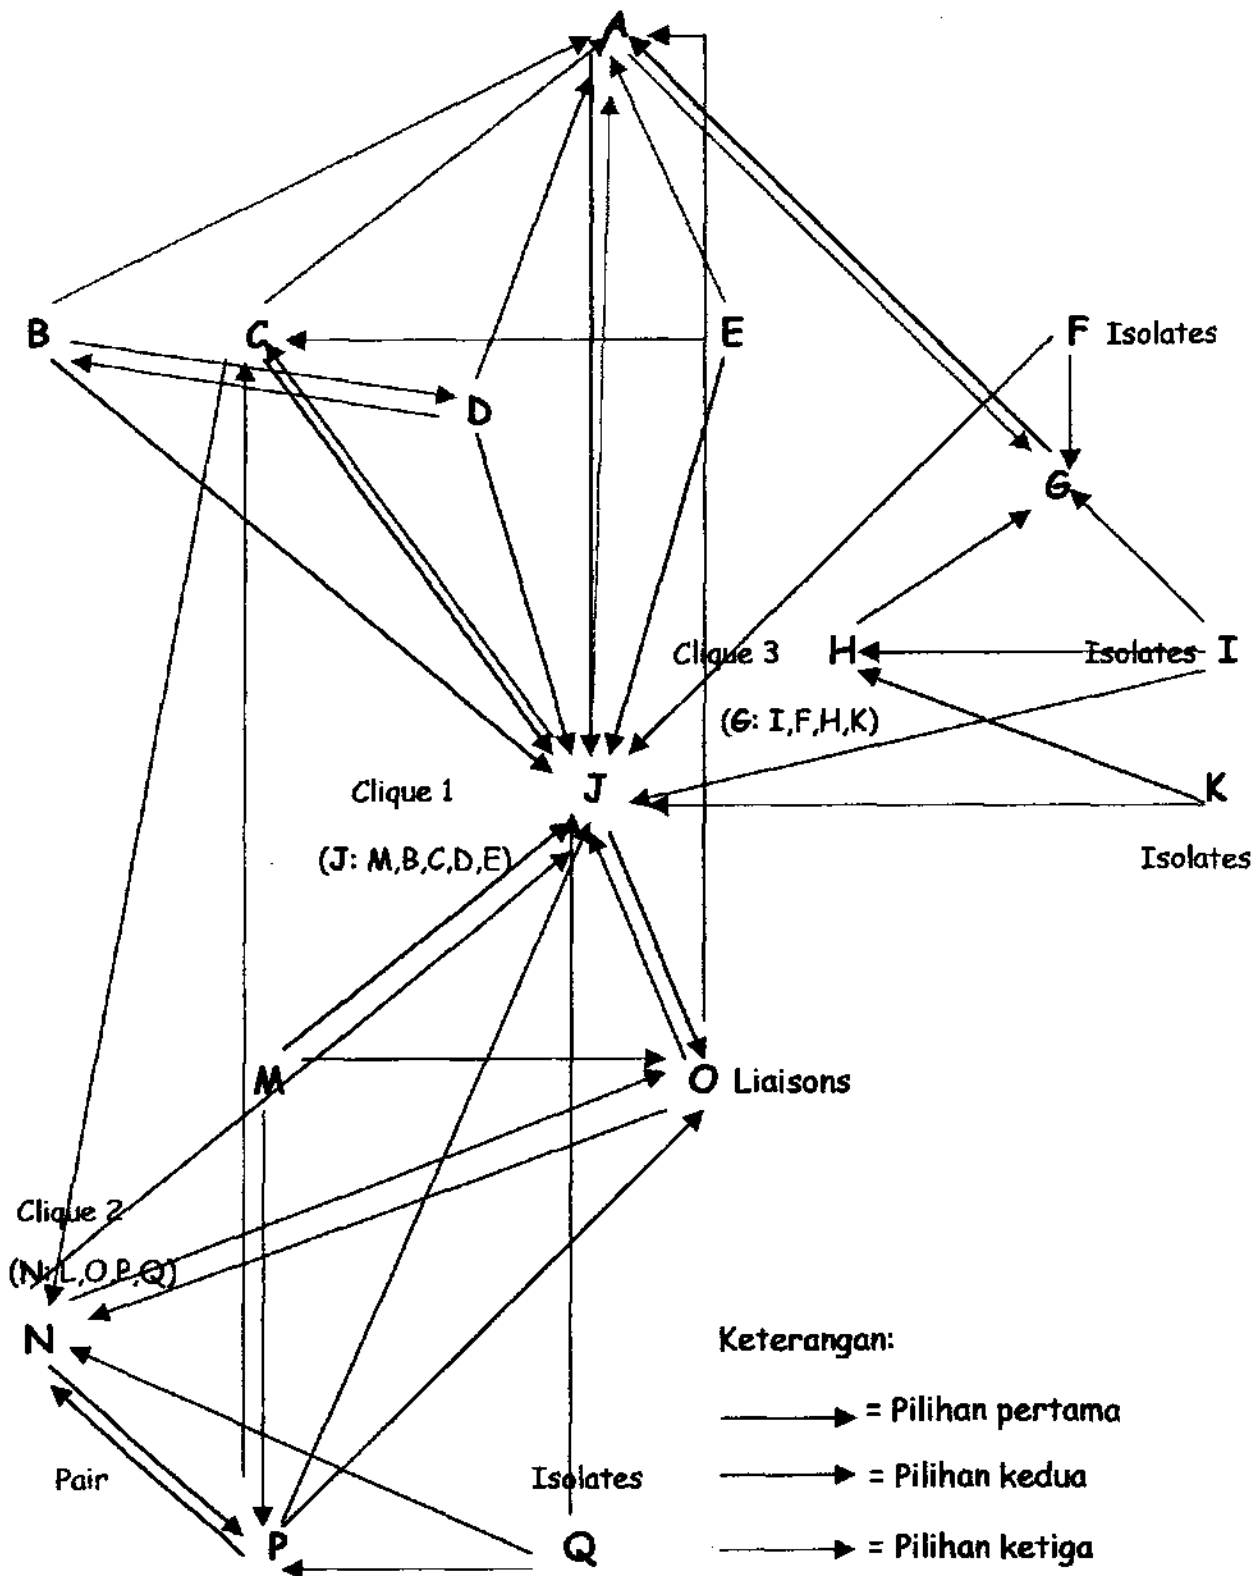 A
B
C
E
F Isolates
D
G
Clique 3
H
Isolates
I
(G: I,F,H,K)
J
K
Clique 1
(J: M,B,C,D,E)
Isolates
M
O Liaisons
Clique 2
(N: L,O,P,Q)
N
Keterangan:
= Pilihan pertama
Pair
Isolates
= Pilihan kedua
P
Q
= Pilihan ketiga